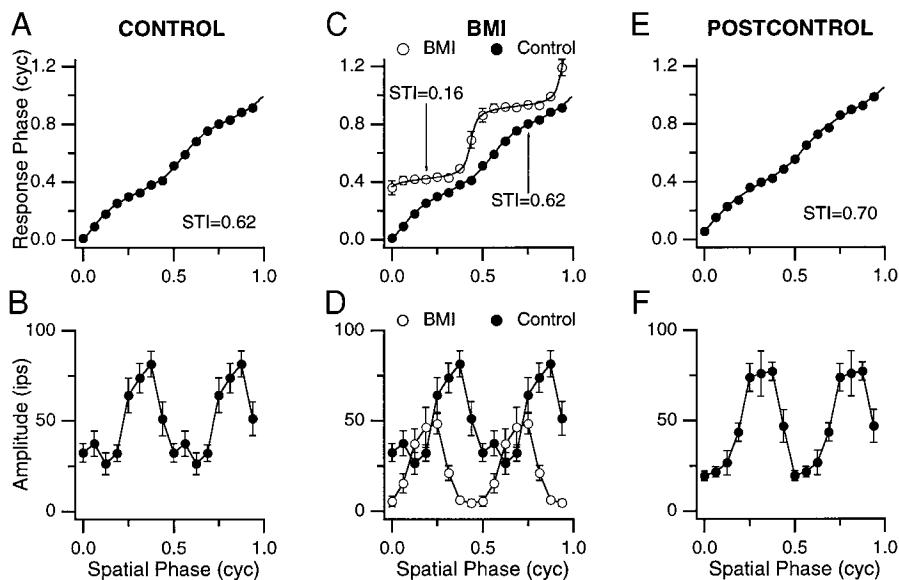 A CONTROL
Response Phase (cyc)
1.2
0.8
0.4
0.0
STI=0.62
0.0 0.5 1.0
C BMI
BMI Control
1.2
0.8
0.4
0.0
STI=0.16
STI=0.62
0.0 0.5 1.0
E POSTCONTROL
1.2
0.8
0.4
0.0
STI=0.70
0.0 0.5 1.0
B
Amplitude (ips)
100
50
0
0.0 0.5 1.0
Spatial Phase (cyc)
D
BMI Control
100
50
0
0.0 0.5 1.0
Spatial Phase (cyc)
F
100
50
0
0.0 0.5 1.0
Spatial Phase (cyc)